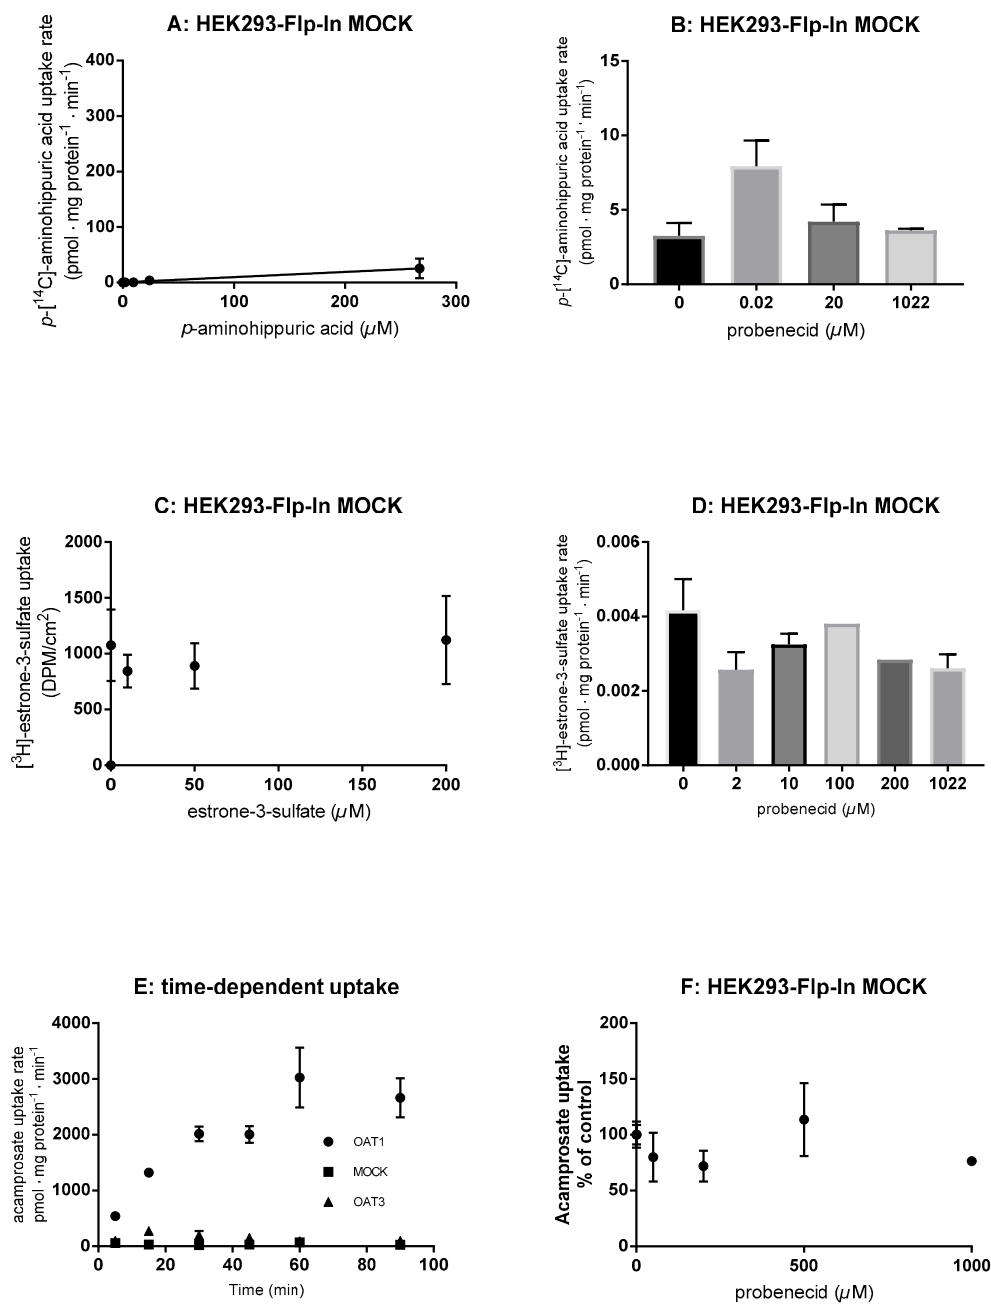 A: HEK293-Flp-In MOCK
p-[¹⁴C]-aminohippuric acid uptake rate
(pmol · mg protein⁻¹ · min⁻¹)
400
300
200
100
0
0 100 200 300
p-aminohippuric acid (µM)
B: HEK293-Flp-In MOCK
p-[¹⁴C]-aminohippuric acid uptake rate
(pmol · mg protein⁻¹ · min⁻¹)
15
10
5
0
0 0.02 20 1022
probenecid (µM)
C: HEK293-Flp-In MOCK
[³H]-estrone-3-sulfate uptake
(DPM/cm²)
2000
1500
1000
500
0
0 50 100 150 200
estrone-3-sulfate (µM)
D: HEK293-Flp-In MOCK
[³H]-estrone-3-sulfate uptake rate
(pmol · mg protein⁻¹ · min⁻¹)
0.006
0.004
0.002
0.000
0 2 10 100 200 1022
probenecid (µM)
E: time-dependent uptake
acamprosate uptake rate
pmol · mg protein⁻¹ · min⁻¹
4000
3000
2000
1000
0
0 20 40 60 80 100
Time (min)
OAT1
MOCK
OAT3
F: HEK293-Flp-In MOCK
Acamprosate uptake
% of control
200
150
100
50
0
0 500 1000
probenecid (µM)